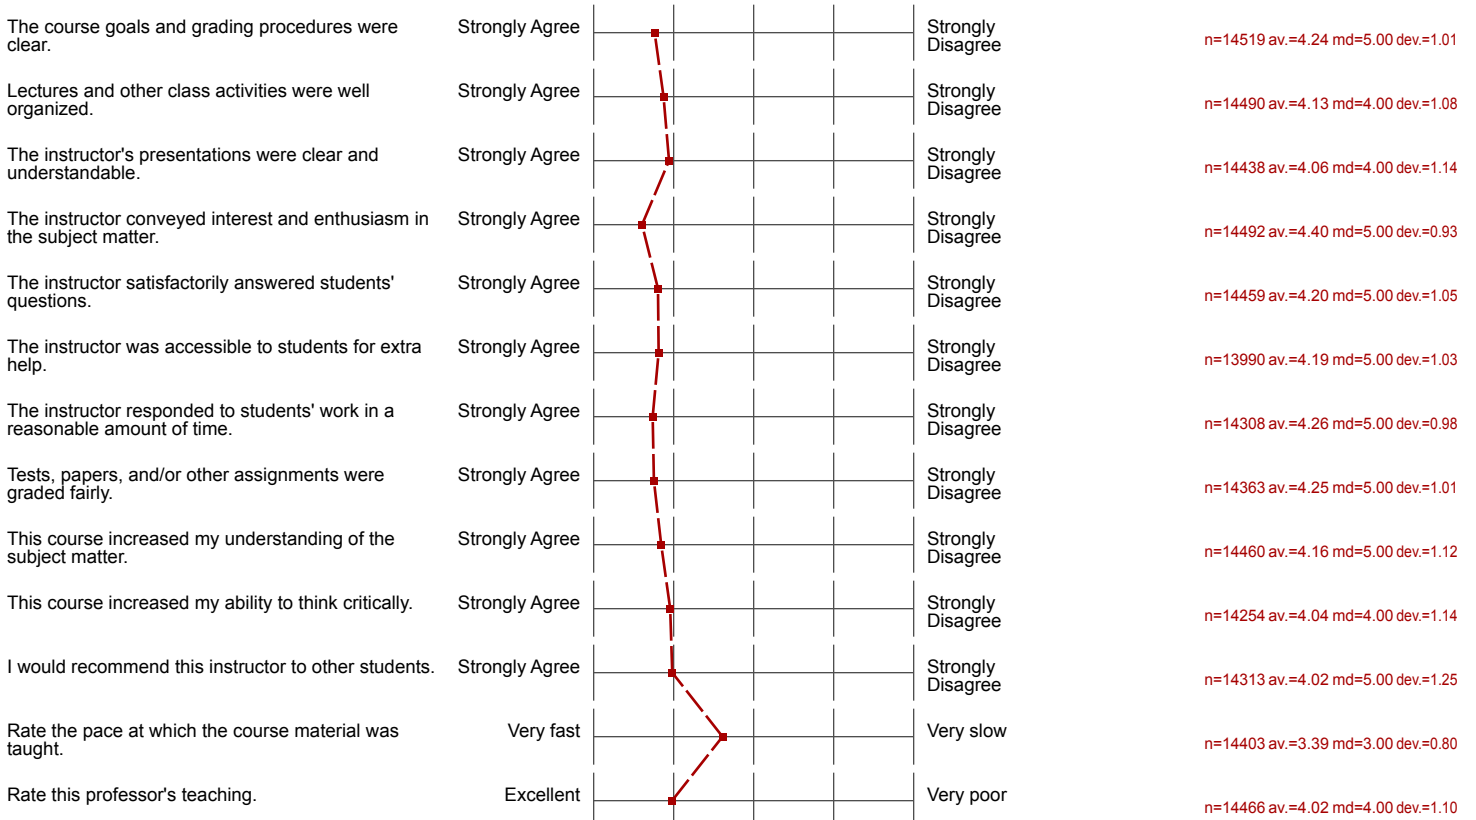 The course goals and grading procedures were
clear.
Strongly Agree
Strongly
Disagree
n=14519 av.=4.24 md=5.00 dev.=1.01
Lectures and other class activities were well
organized.
Strongly Agree
Strongly
Disagree
n=14490 av.=4.13 md=4.00 dev.=1.08
The instructor's presentations were clear and
understandable.
Strongly Agree
Strongly
Disagree
n=14438 av.=4.06 md=4.00 dev.=1.14
The instructor conveyed interest and enthusiasm in
the subject matter.
Strongly Agree
Strongly
Disagree
n=14492 av.=4.40 md=5.00 dev.=0.93
The instructor satisfactorily answered students'
questions.
Strongly Agree
Strongly
Disagree
n=14459 av.=4.20 md=5.00 dev.=1.05
The instructor was accessible to students for extra
help.
Strongly Agree
Strongly
Disagree
n=13990 av.=4.19 md=5.00 dev.=1.03
The instructor responded to students' work in a
reasonable amount of time.
Strongly Agree
Strongly
Disagree
n=14308 av.=4.26 md=5.00 dev.=0.98
Tests, papers, and/or other assignments were
graded fairly.
Strongly Agree
Strongly
Disagree
n=14363 av.=4.25 md=5.00 dev.=1.01
This course increased my understanding of the
subject matter.
Strongly Agree
Strongly
Disagree
n=14460 av.=4.16 md=5.00 dev.=1.12
This course increased my ability to think critically.
Strongly Agree
Strongly
Disagree
n=14254 av.=4.04 md=4.00 dev.=1.14
I would recommend this instructor to other students.
Strongly Agree
Strongly
Disagree
n=14313 av.=4.02 md=5.00 dev.=1.25
Rate the pace at which the course material was
taught.
Very fast
Very slow
n=14403 av.=3.39 md=3.00 dev.=0.80
Rate this professor's teaching.
Excellent
Very poor
n=14466 av.=4.02 md=4.00 dev.=1.10